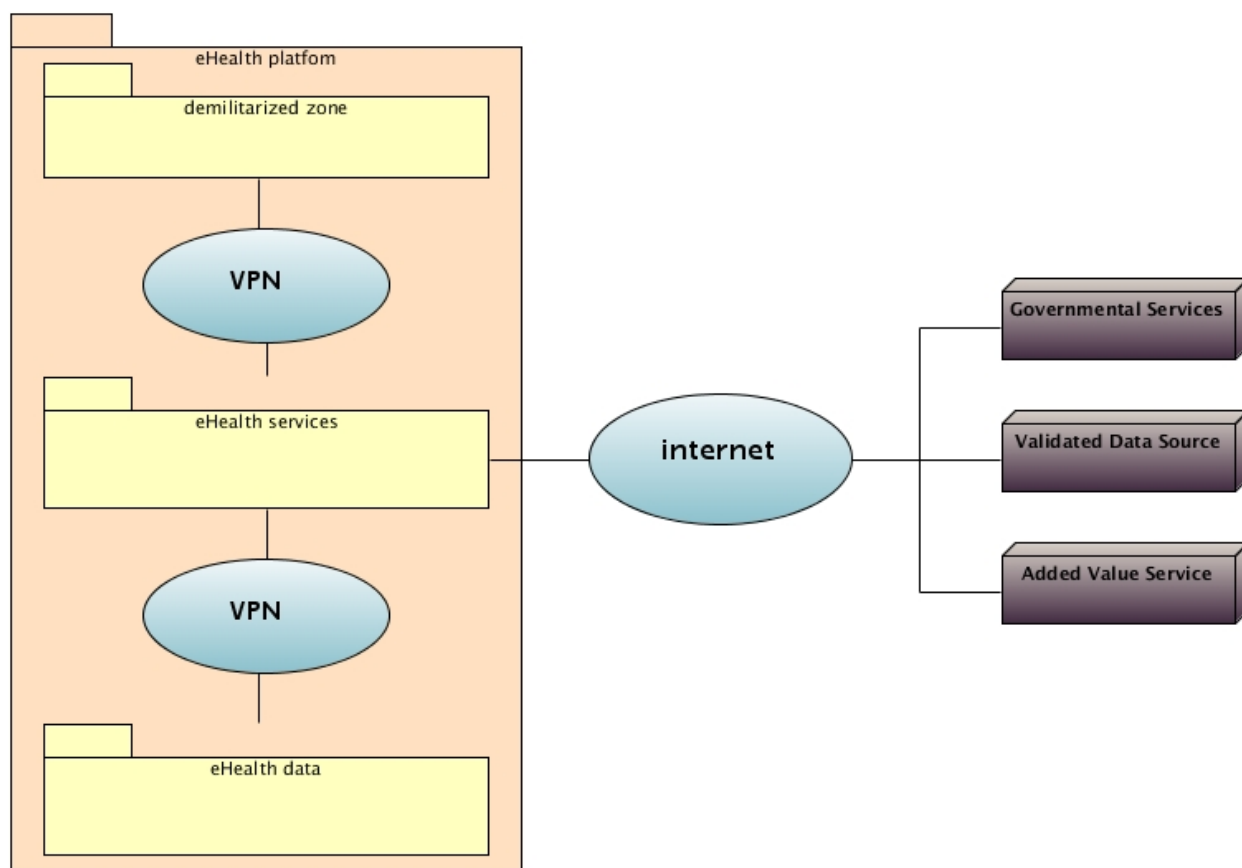 eHealth platfom
demilitarized zone
VPN
eHealth services
VPN
eHealth data
internet
Governmental Services
Validated Data Source
Added Value Service